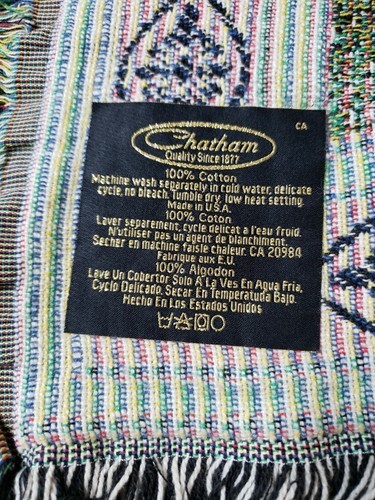 CA
Chatham
Quality Since 1877
100% Cotton
Machine wash separately in cold water, delicate
cycle, no bleach. Tumble dry, low heat setting.
Made in U.S.A.
100% Coton
Laver separement, cycle delicat a l'eau fruid.
N'utiliser pas un agent de blanchiment.
Secher en machine faisle chaleur. CA 20984
Fabrique aux E.U.
100% Algodon
Lave Un Cobertor Solo A La Ves En Agua Fria,
Cyclo Delicado. Secar En Temperatuda Bajo.
Hecho En Los Estados Unidos